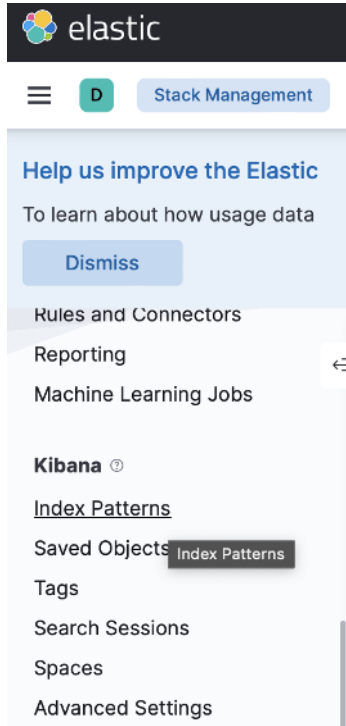 elastic
D Stack Management
Help us improve the Elastic
To learn about how usage data
Dismiss
Rules and Connectors
Reporting
Machine Learning Jobs
Kibana
Index Patterns
Saved Objects
Index Patterns
Tags
Search Sessions
Spaces
Advanced Settings